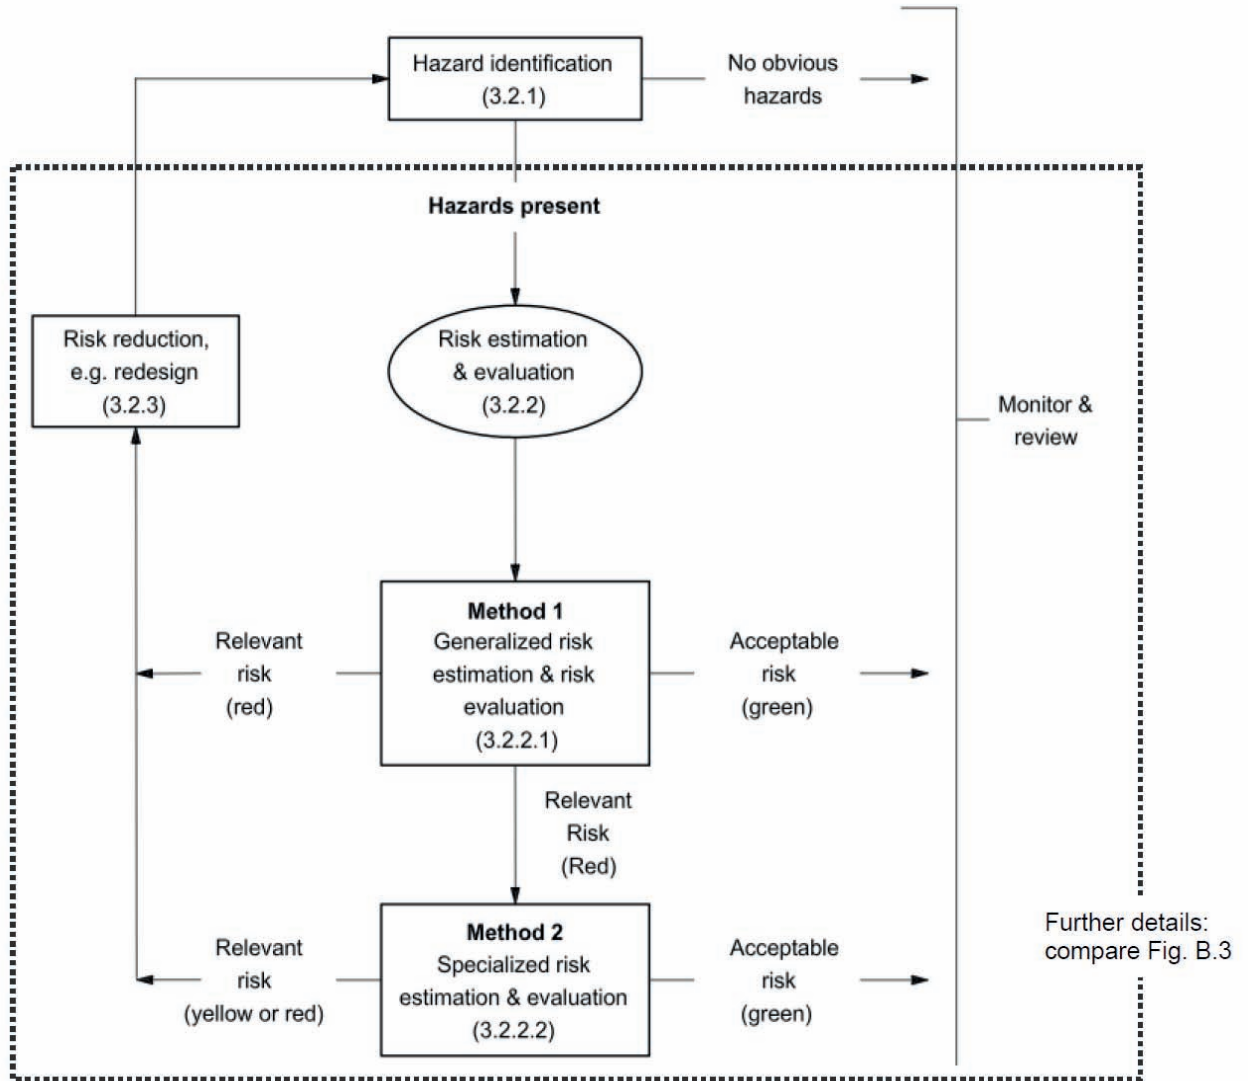 Hazard identification
(3.2.1)
No obvious
hazards
Hazards present
Risk reduction,
e.g. redesign
(3.2.3)
Risk estimation
& evaluation
(3.2.2)
Monitor &
review
Relevant
risk
(red)
Method 1
Generalized risk
estimation & risk
evaluation
(3.2.2.1)
Acceptable
risk
(green)
Relevant
Risk
(Red)
Relevant
risk
(yellow or red)
Method 2
Specialized risk
estimation & evaluation
(3.2.2.2)
Acceptable
risk
(green)
Further details:
compare Fig. B.3